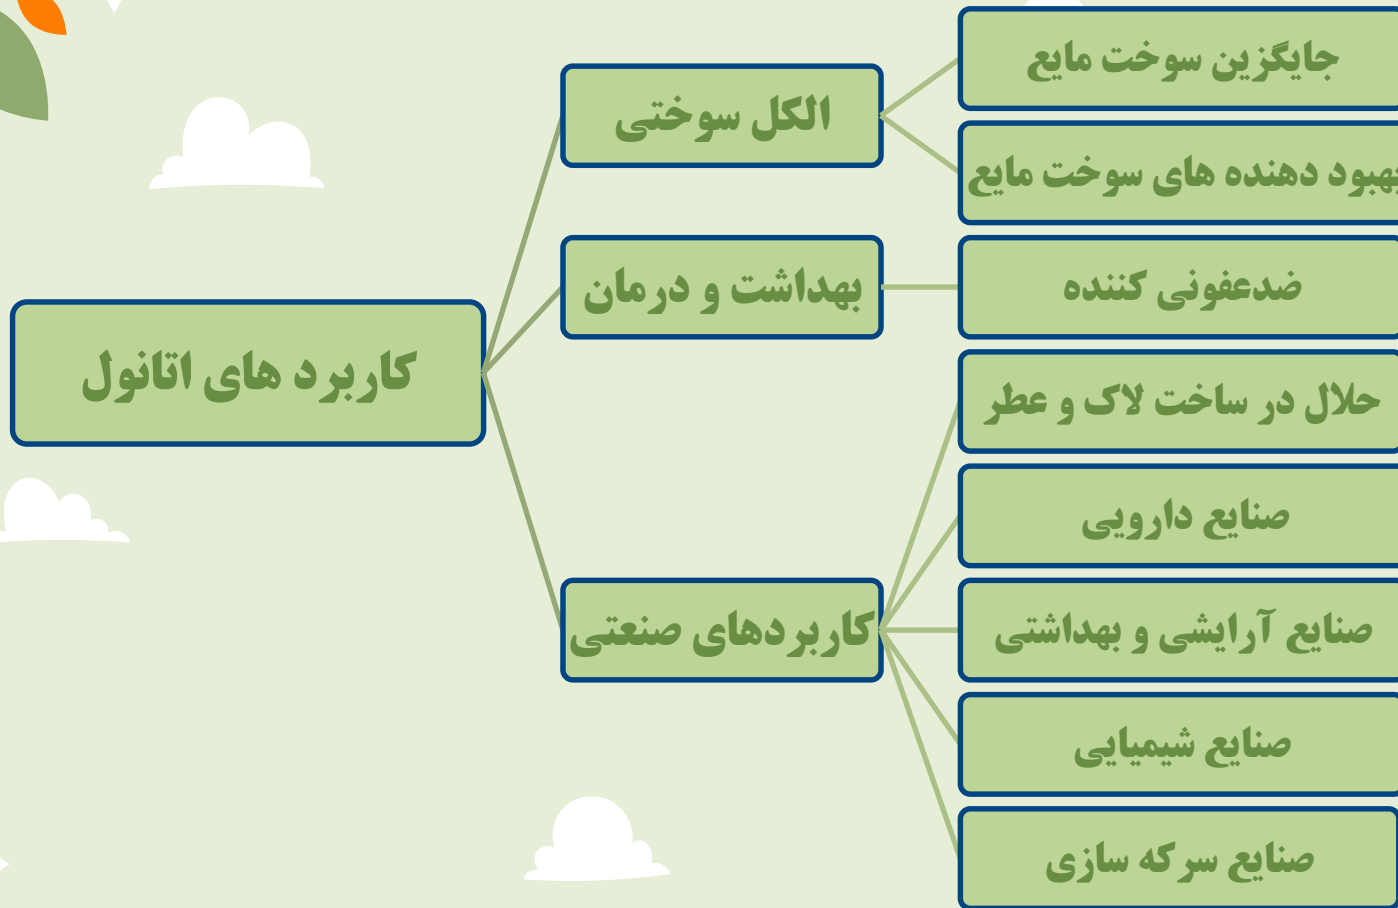 کاربرد های اتانول
الکل سوختی
جایگزین سوخت مایع
بهبود دهنده های سوخت مایع
بهداشت و درمان
ضدعفونی کننده
کاربردهای صنعتی
حلال در ساخت لاک و عطر
صنایع دارویی
صنایع آرایشی و بهداشتی
صنایع شیمیایی
صنایع سرکه سازی